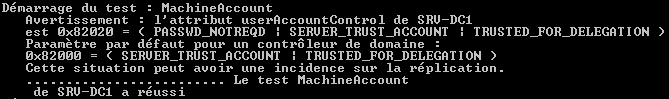 Démarrage du test : MachineAccount
Avertissement : l'attribut userAccountControl de SRV-DC1
est 0x82020 = ( PASSWD_NOTREQD | SERVER_TRUST_ACCOUNT | TRUSTED_FOR_DELEGATION )
Paramètre par défaut pour un contrôleur de domaine :
0x82000 = ( SERVER_TRUST_ACCOUNT | TRUSTED_FOR_DELEGATION )
Cette situation peut avoir une incidence sur la réplication.
......................... Le test MachineAccount
de SRV-DC1 a réussi